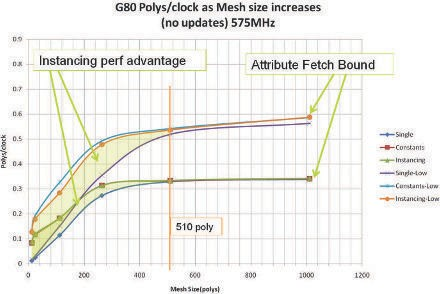 G80 Polys/clock as Mesh size increases
(no updates) 575MHz
Instancing perf advantage
Attribute Fetch Bound
Polys/clock
0.9
0.8
0.7
0.6
0.5
0.4
0.3
0.2
0.1
0
0
200
400
600
800
1000
1200
Mesh Size(polys)
510 poly
Single
Constants
Instancing
Single-Low
Constants-Low
Instancing-Low